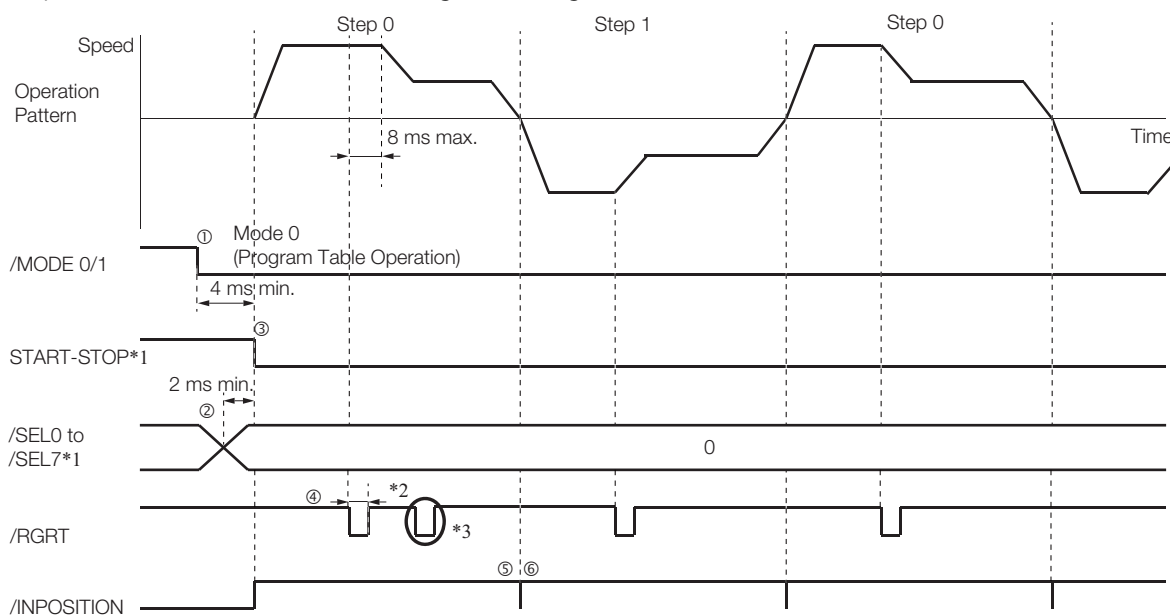 Step 0
Step 1
Step 0
Speed
Operation
Pattern
8 ms max.
Time
① Mode 0
(Program Table Operation)
/MODE 0/1
4 ms min.
③
START-STOP*1
2 ms min.
②
/SEL0 to
/SEL7*1
0
④
*2
*3
/RGRT
⑤ ⑥
/INPOSITION